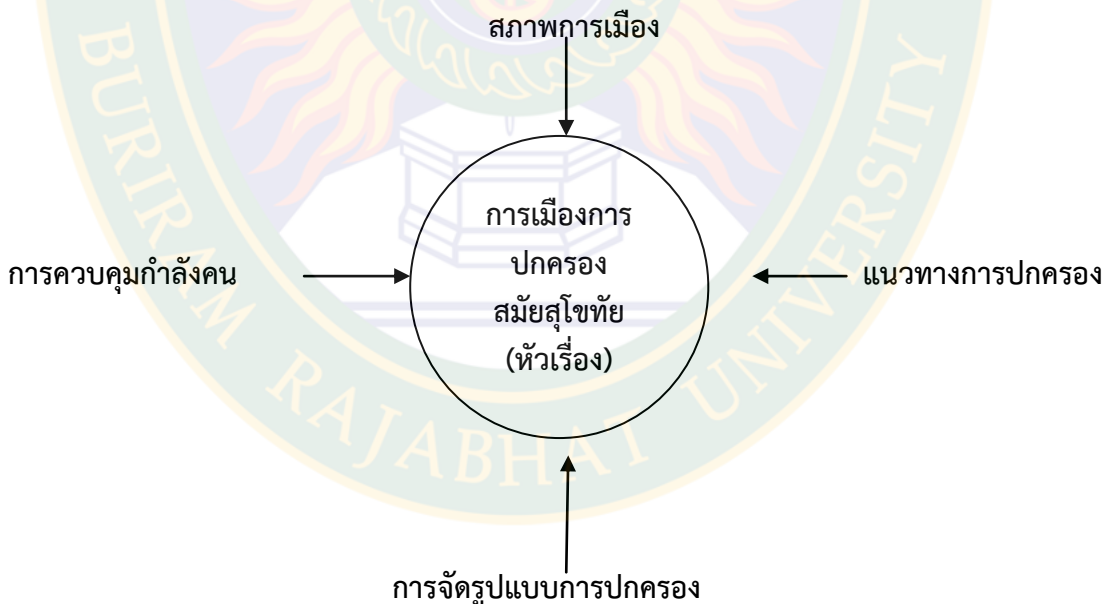 สภาพการเมือง
การเมืองการ
ปกครอง
สมัยสุโขทัย
(หัวเรื่อง)
การควบคุมกำลังคน
แนวทางการปกครอง
การจัดรูปแบบการปกครอง
BURIRAM RAJABHAT UNIVERSITY